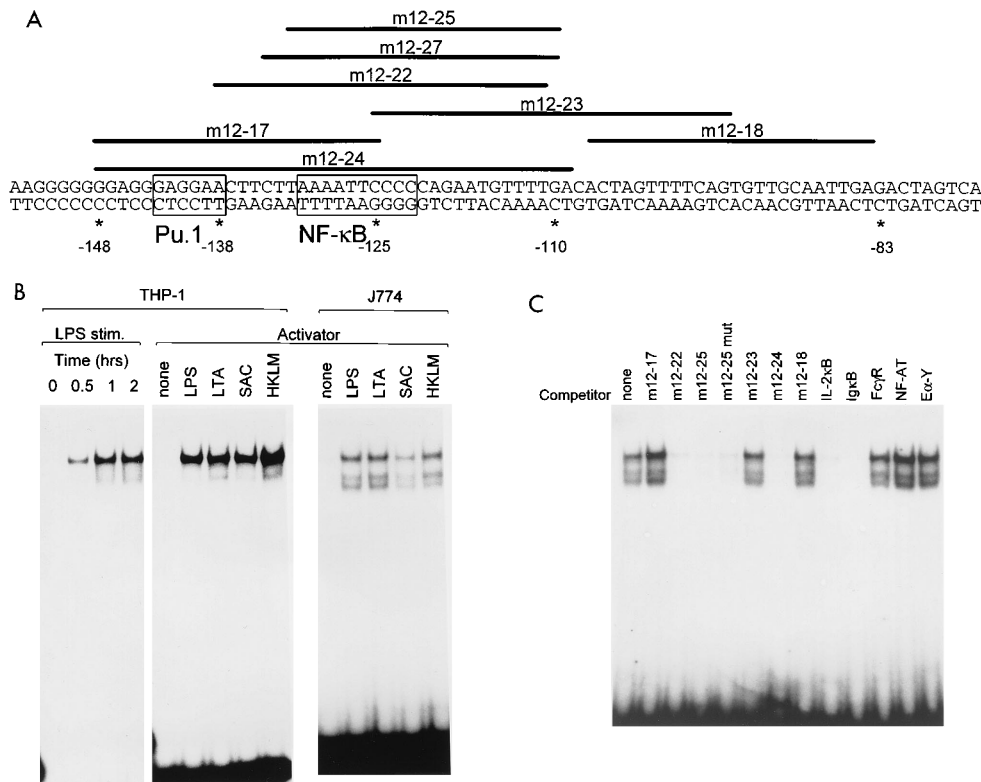 A
m12-25
m12-27
m12-22
m12-23
m12-17 m12-18
m12-24
AAGGGGGGGAGGGAGGAACTTCTTAAAATTCCCCCAGAATGTTTTGACACTAGTTTTCAGTGTTGCAATTGAGACTAGTCA
TTCCCCCCCTCCCTCCTTGAAGAATTTTAAGGGGGTCTTACAAAACTGTGATCAAAAGTCACAACGTTAACTCTGATCAGT
* * * * *
Pu.1 NF-κB
-148 -138 -125 -110 -83
B
THP-1 J774
LPS stim. Activator
Time (hrs)
0 0.5 1 2
none LPS LTA SAC HKLM
none LPS LTA SAC HKLM
C
Competitor none m12-17 m12-22 m12-25 m12-25 mut m12-23 m12-24 m12-18 IL-2κB IgκB FcγR NF-AT Eα-Y